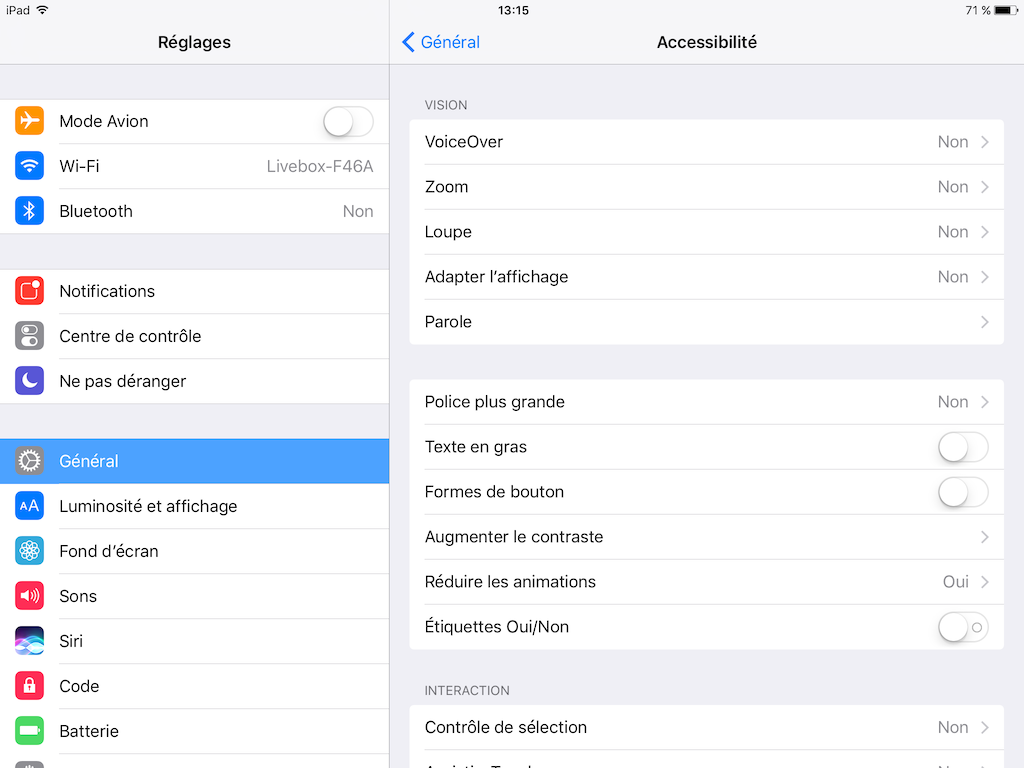 iPad 13:15 71 %
Réglages
Mode Avion
Wi-Fi Livebox-F46A
Bluetooth Non
Notifications
Centre de contrôle
Ne pas déranger
Général
AA Luminosité et affichage
Fond d’écran
Sons
Siri
Code
Batterie
Général Accessibilité
VISION
VoiceOver Non
Zoom Non
Loupe Non
Adapter l’affichage Non
Parole
Police plus grande Non
Texte en gras
Formes de bouton
Augmenter le contraste
Réduire les animations Oui
Étiquettes Oui/Non
INTERACTION
Contrôle de sélection Non